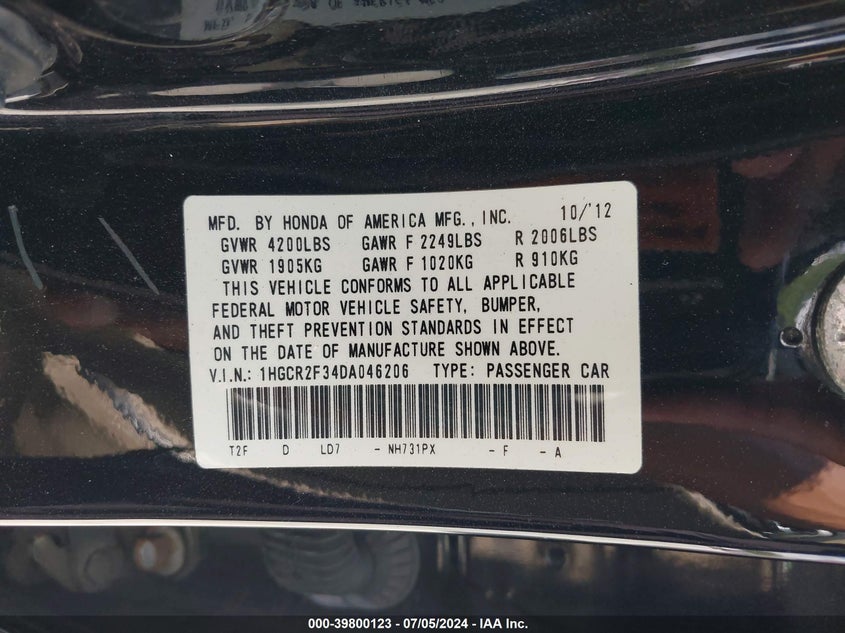 MFD. BY HONDA OF AMERICA MFG., INC. 10/'12
GVWR 4200LBS GAWR F 2249LBS R 2006LBS
GVWR 1905KG GAWR F 1020KG R 910KG
THIS VEHICLE CONFORMS TO ALL APPLICABLE
FEDERAL MOTOR VEHICLE SAFETY, BUMPER,
AND THEFT PREVENTION STANDARDS IN EFFECT
ON THE DATE OF MANUFACTURE SHOWN ABOVE.
V.I.N.: 1HGCR2F34DA046206 TYPE: PASSENGER CAR
T2F D LD7 - NH731PX - F - A
000-39800123 / 07/05/2024 - IAA Inc.